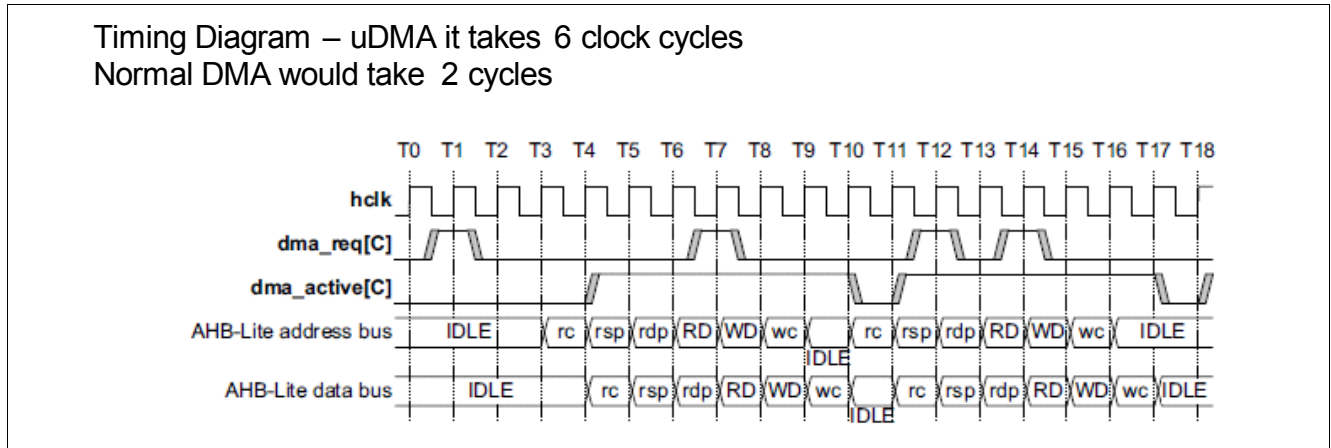 Timing Diagram – uDMA it takes 6 clock cycles
Normal DMA would take 2 cycles
T0 T1 T2 T3 T4 T5 T6 T7 T8 T9 T10 T11 T12 T13 T14 T15 T16 T17 T18
hclk
dma_req[C]
dma_active[C]
AHB-Lite address bus IDLE rc rsp rdp RD WD wc IDLE rc rsp rdp RD WD wc IDLE
AHB-Lite data bus IDLE rc rsp rdp RD WD wc IDLE rc rsp rdp RD WD wc IDLE